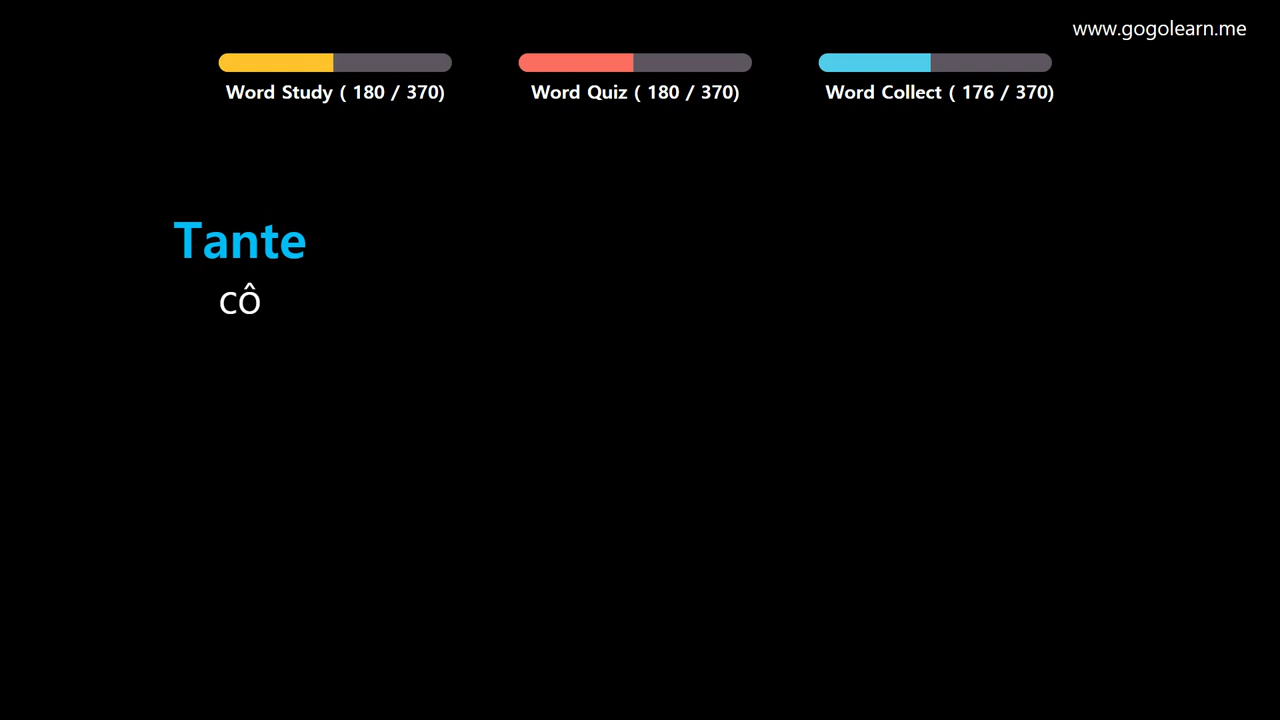 www.gogolearn.me
Word Study ( 180 / 370)
Word Quiz ( 180 / 370)
Word Collect ( 176 / 370)
Tante
cô